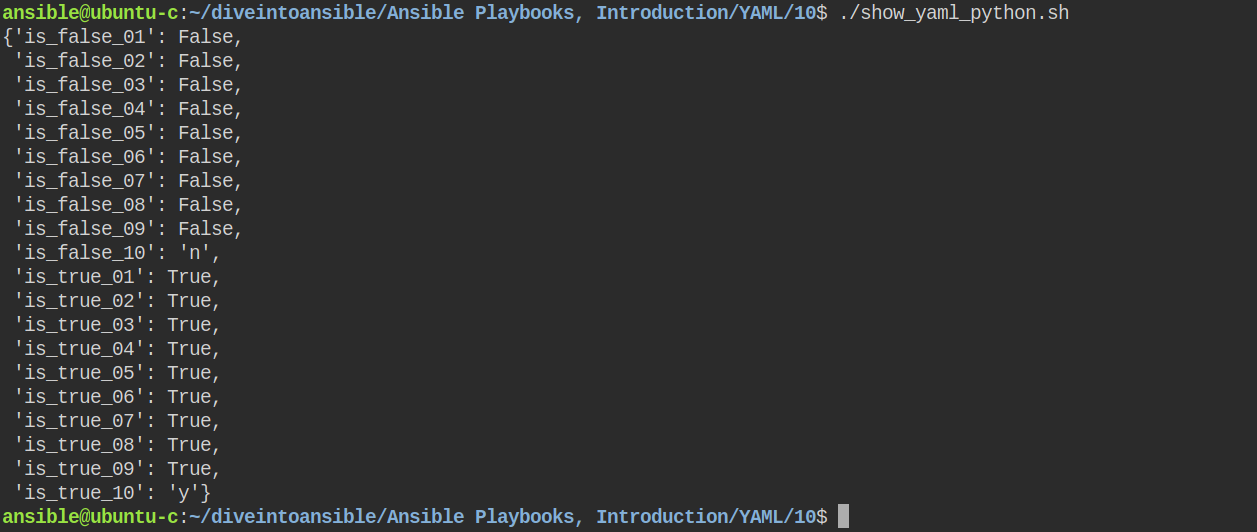 ansible@ubuntu-c:~/diveintoansible/Ansible Playbooks, Introduction/YAML/10$ ./show_yaml_python.sh
{'is_false_01': False,
 'is_false_02': False,
 'is_false_03': False,
 'is_false_04': False,
 'is_false_05': False,
 'is_false_06': False,
 'is_false_07': False,
 'is_false_08': False,
 'is_false_09': False,
 'is_false_10': 'n',
 'is_true_01': True,
 'is_true_02': True,
 'is_true_03': True,
 'is_true_04': True,
 'is_true_05': True,
 'is_true_06': True,
 'is_true_07': True,
 'is_true_08': True,
 'is_true_09': True,
 'is_true_10': 'y'}
ansible@ubuntu-c:~/diveintoansible/Ansible Playbooks, Introduction/YAML/10$